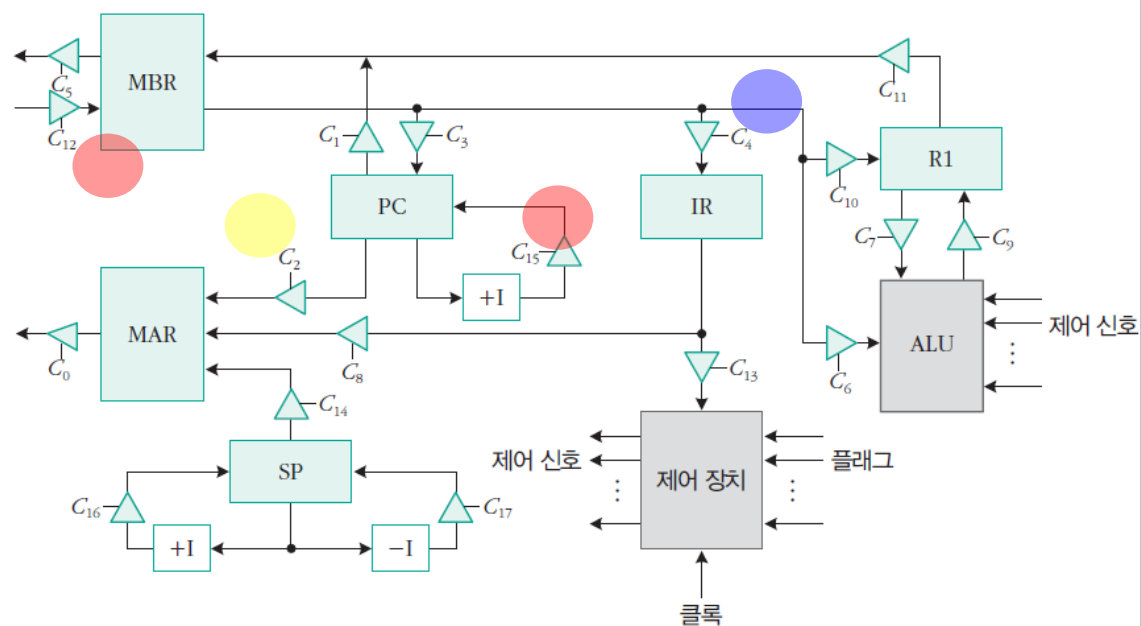 MBR
C5
C12
C11
C1
C3
C4
R1
C10
PC
IR
C2
C15
C7
C9
+I
MAR
C0
C8
C13
C6
ALU
제어 신호
⋮
C14
SP
제어 신호
⋮
제어 장치
플래그
⋮
C16
C17
+I
−I
클록